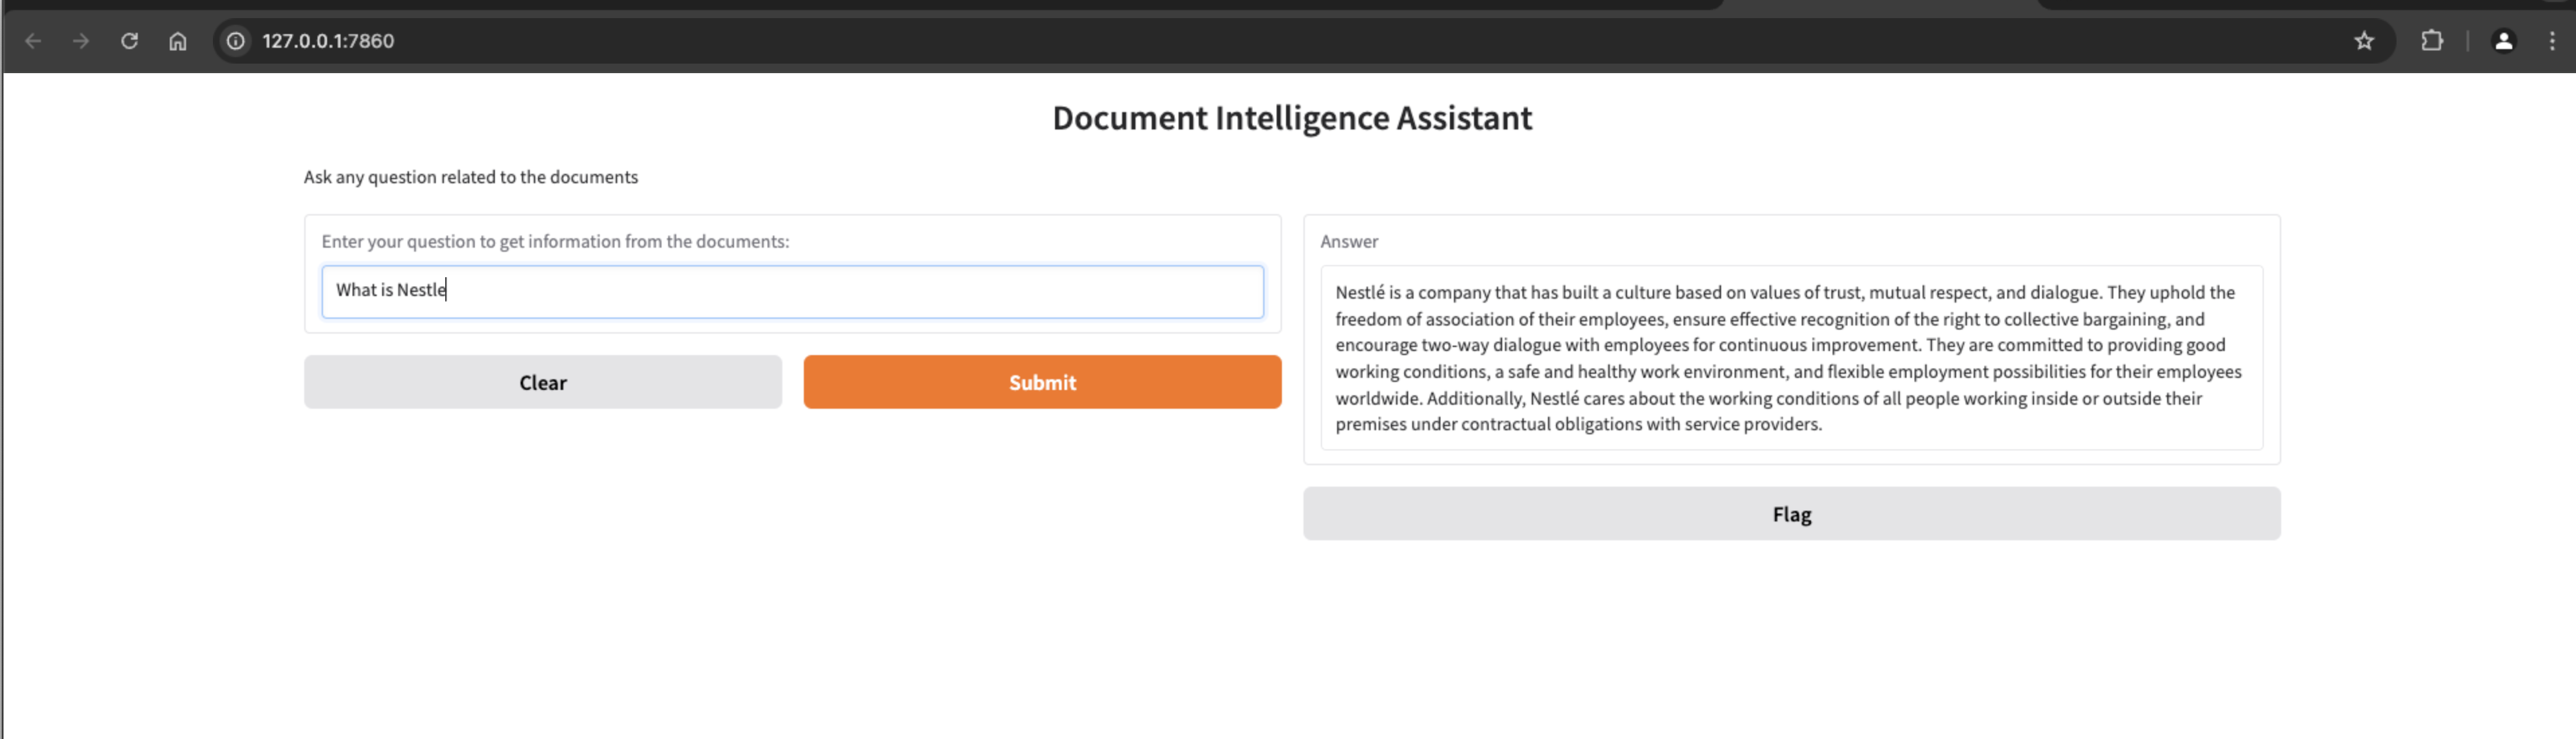 127.0.0.1:7860
Document Intelligence Assistant
Ask any question related to the documents
Enter your question to get information from the documents:
What is Nestle
Clear
Submit
Answer
Nestlé is a company that has built a culture based on values of trust, mutual respect, and dialogue. They uphold the
freedom of association of their employees, ensure effective recognition of the right to collective bargaining, and
encourage two-way dialogue with employees for continuous improvement. They are committed to providing good
working conditions, a safe and healthy work environment, and flexible employment possibilities for their employees
worldwide. Additionally, Nestlé cares about the working conditions of all people working inside or outside their
premises under contractual obligations with service providers.
Flag